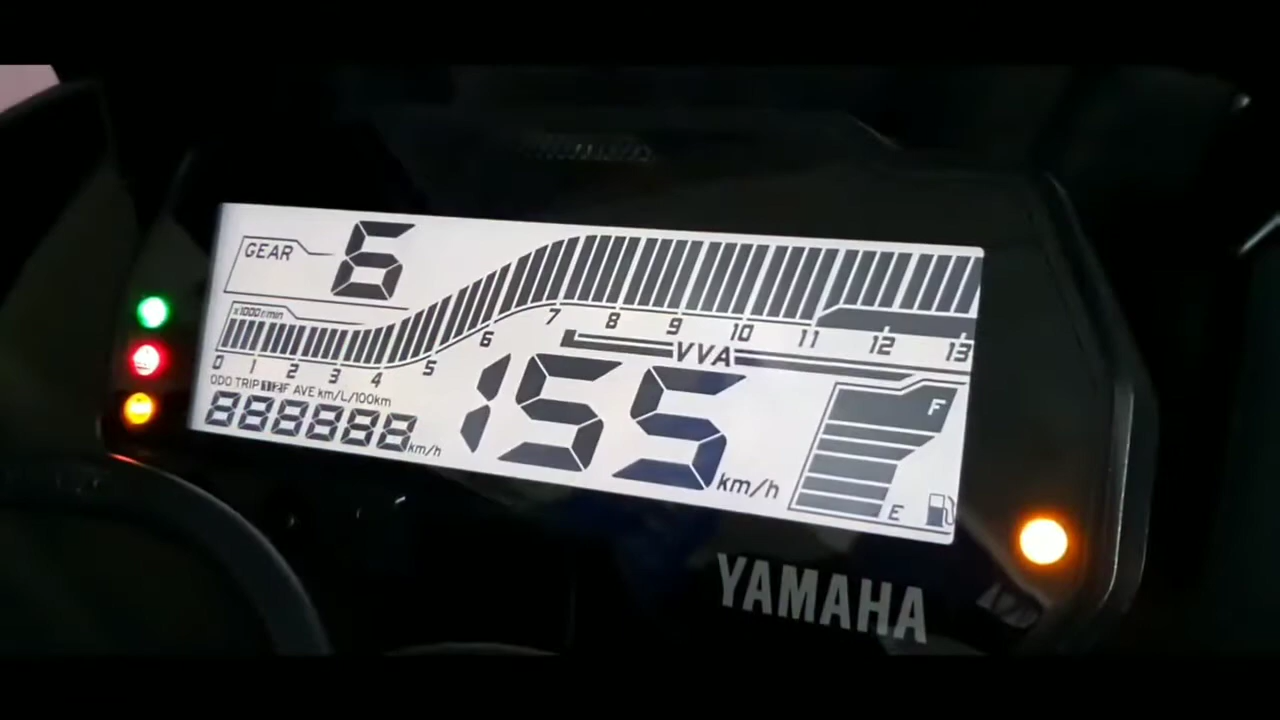 GEAR 6
x1000 r/min
0 1 2 3 4 5 6 7 8 9 10 11 12 13
VVA
ODO TRIP 1 2 F AVE km/L/100km
888888 km/h
155 km/h
F
E
YAMAHA